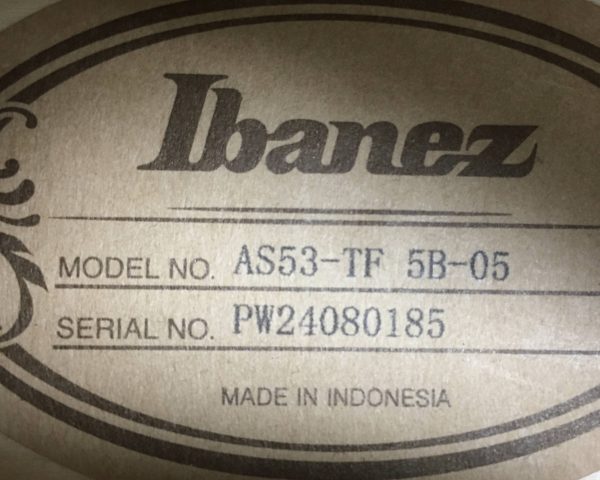 Ibanez
MODEL NO. AS53-TF 5B-05
SERIAL NO. PW24080185
MADE IN INDONESIA